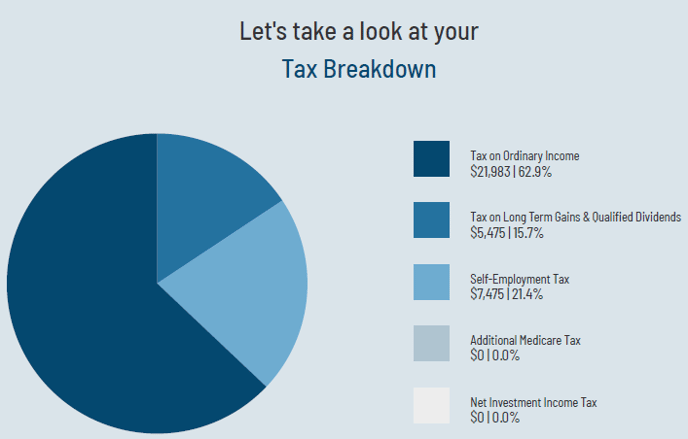 Let's take a look at your
Tax Breakdown
Tax on Ordinary Income
$21,983 | 62.9%
Tax on Long Term Gains & Qualified Dividends
$5,475 | 15.7%
Self-Employment Tax
$7,475 | 21.4%
Additional Medicare Tax
$0 | 0.0%
Net Investment Income Tax
$0 | 0.0%